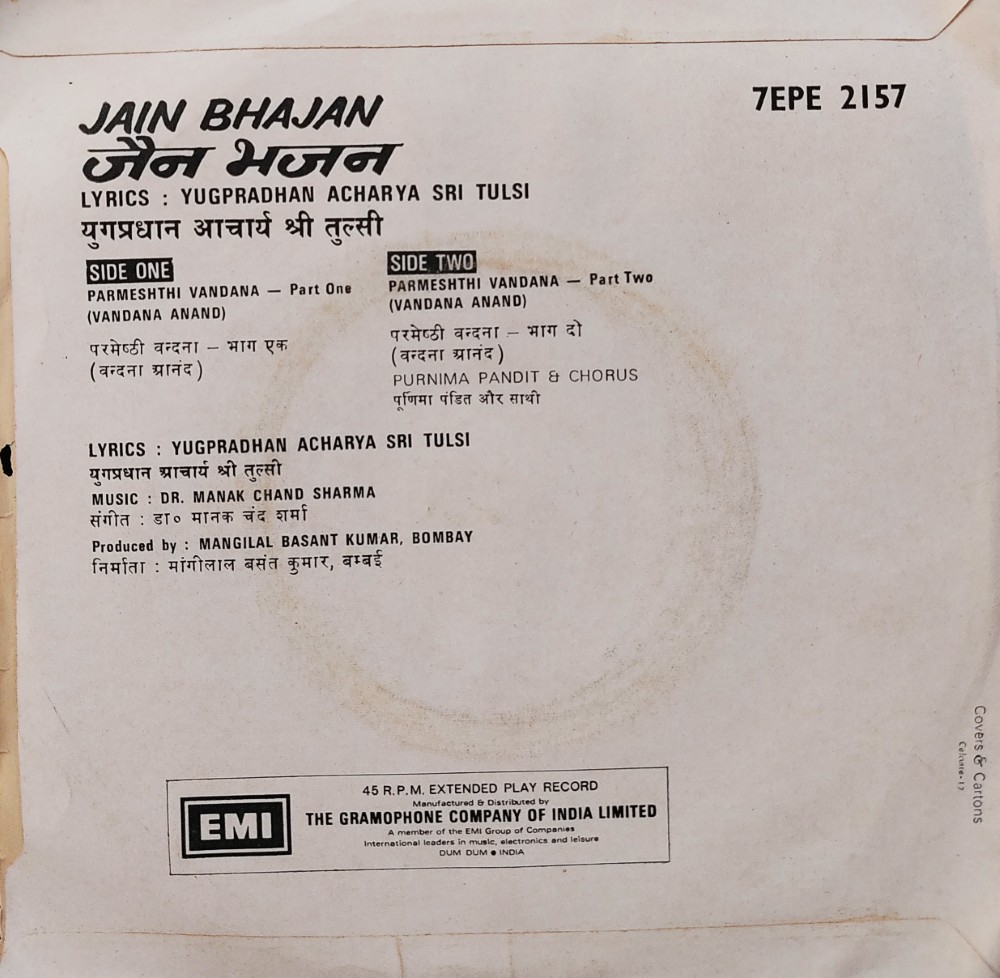 7EPE 2157
JAIN BHAJAN
जैन भजन
LYRICS : YUGPRADHAN ACHARYA SRI TULSI
युगप्रधान आचार्य श्री तुल्सी
SIDE ONE
PARMESHTHI VANDANA — Part One
(VANDANA ANAND)
परमेष्ठी वन्दना – भाग एक
(वन्दना आनंद)
SIDE TWO
PARMESHTHI VANDANA — Part Two
(VANDANA ANAND)
परमेष्ठी वन्दना – भाग दो
(वन्दना आनंद)
PURNIMA PANDIT & CHORUS
पूर्णिमा पंडित और साथी
LYRICS : YUGPRADHAN ACHARYA SRI TULSI
युगप्रधान आचार्य श्री तुल्सी
MUSIC : DR. MANAK CHAND SHARMA
संगीत : डा० मानक चंद शर्मा
Produced by : MANGILAL BASANT KUMAR, BOMBAY
निर्माता : मांगीलाल बसंत कुमार, बम्बई
EMI
45 R.P.M. EXTENDED PLAY RECORD
Manufactured & Distributed by
THE GRAMOPHONE COMPANY OF INDIA LIMITED
A member of the EMI Group of Companies
International leaders in music, electronics and leisure
DUM DUM ● INDIA
Covers & Cartons